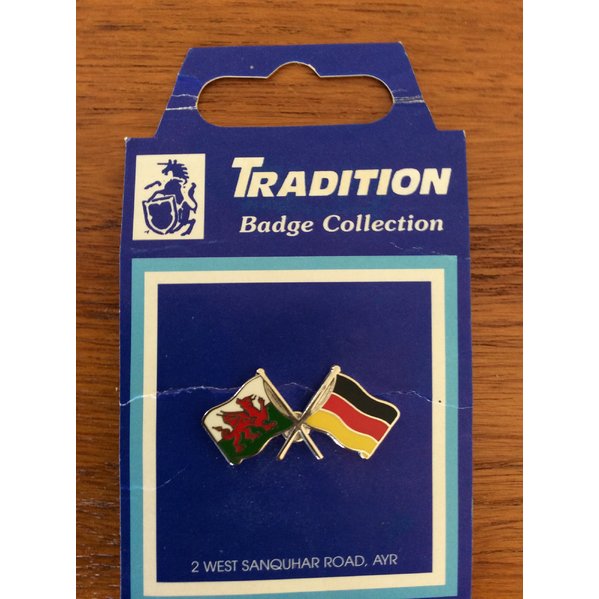 TRADITION
Badge Collection
2 WEST SANQUHAR ROAD, AYR